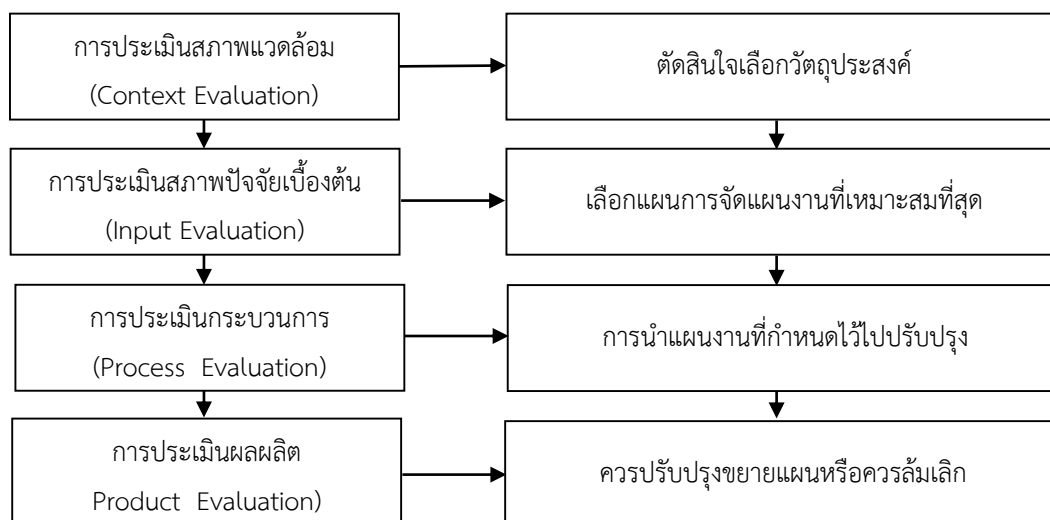 การประเมินสภาพแวดล้อม
(Context Evaluation)
ตัดสินใจเลือกวัตถุประสงค์
การประเมินสภาพปัจจัยเบื้องต้น
(Input Evaluation)
เลือกแผนการจัดแผนงานที่เหมาะสมที่สุด
การประเมินกระบวนการ
(Process Evaluation)
การนำแผนงานที่กำหนดไว้ไปปรับปรุง
การประเมินผลผลิต
Product Evaluation)
ควรปรับปรุงขยายแผนหรือควรล้มเลิก